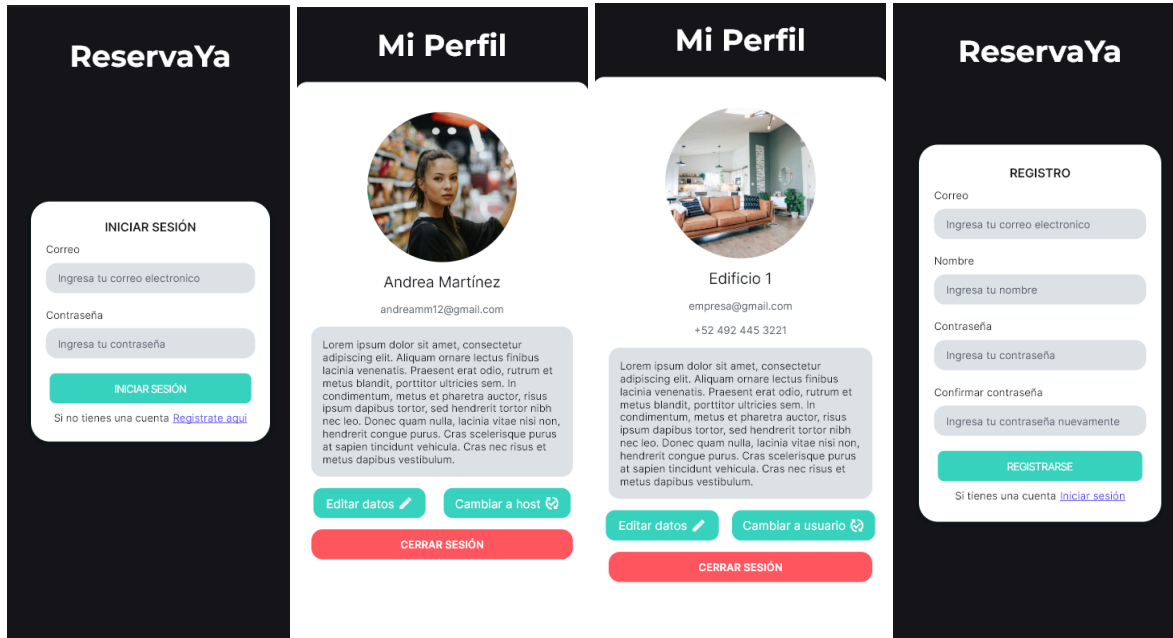 ReservaYa
INICIAR SESIÓN
Correo
Ingresa tu correo electronico
Contraseña
Ingresa tu contraseña
INICIAR SESIÓN
Si no tienes una cuenta Registrate aqui
Mi Perfil
Andrea Martínez
andreamm12@gmail.com
Lorem ipsum dolor sit amet, consectetur
adipiscing elit. Aliquam ornare lectus finibus
lacinia venenatis. Praesent erat odio, rutrum et
metus blandit, porttitor ultricies sem. In
condimentum, metus et pharetra auctor, risus
ipsum dapibus tortor, sed hendrerit tortor nibh
nec leo. Donec quam nulla, lacinia vitae nisi non,
hendrerit congue purus. Cras scelerisque purus
at sapien tincidunt vehicula. Cras nec risus et
metus dapibus vestibulum.
Editar datos
Cambiar a host
CERRAR SESIÓN
Mi Perfil
Edificio 1
empresa@gmail.com
+52 492 445 3221
Lorem ipsum dolor sit amet, consectetur
adipiscing elit. Aliquam ornare lectus finibus
lacinia venenatis. Praesent erat odio, rutrum et
metus blandit, porttitor ultricies sem. In
condimentum, metus et pharetra auctor, risus
ipsum dapibus tortor, sed hendrerit tortor nibh
nec leo. Donec quam nulla, lacinia vitae nisi non,
hendrerit congue purus. Cras scelerisque purus
at sapien tincidunt vehicula. Cras nec risus et
metus dapibus vestibulum.
Editar datos
Cambiar a usuario
CERRAR SESIÓN
ReservaYa
REGISTRO
Correo
Ingresa tu correo electronico
Nombre
Ingresa tu nombre
Contraseña
Ingresa tu contraseña
Confirmar contraseña
Ingresa tu contraseña nuevamente
REGISTRARSE
Si tienes una cuenta Iniciar sesión